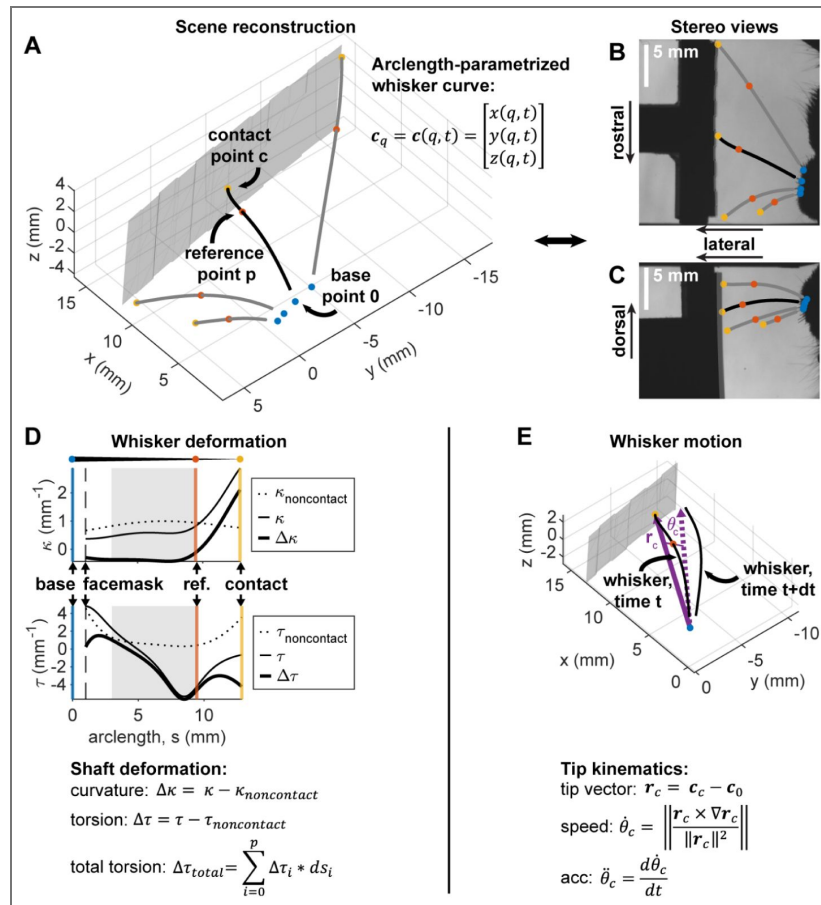 Scene reconstruction
A
Arclength-parametrized
whisker curve:
𝒄_q = 𝒄(q, t) = [x(q, t)
y(q, t)
z(q, t)]
contact
point c
reference
point p
base
point 0
z (mm)
4
2
0
-2
-4
15
10
5
x (mm)
5
0
-5
-10
-15
y (mm)
Stereo views
B
5 mm
rostral
lateral
C
5 mm
dorsal
D
Whisker deformation
κ (mm⁻¹)
2
1
0
κnoncontact
κ
Δκ
base facemask ref. contact
τ (mm⁻¹)
4
2
0
-2
-4
τnoncontact
τ
Δτ
0 5 10
arclength, s (mm)
Shaft deformation:
curvature: Δκ = κ − κ_noncontact
torsion: Δτ = τ − τ_noncontact
total torsion: Δτ_total= ∑_{i=0}^{p} Δτ_i * ds_i
E
Whisker motion
z (mm)
2
0
-2
r_c
θ_c
whisker,
time t
whisker,
time t+dt
15
10
5
0
x (mm)
0
-5
-10
y (mm)
Tip kinematics:
tip vector: 𝒓_c = 𝒄_c − 𝒄_0
speed: θ̇_c = ‖(𝒓_c × ∇𝒓_c) / ‖𝒓_c‖²‖
acc: θ̈_c = dθ̇_c / dt